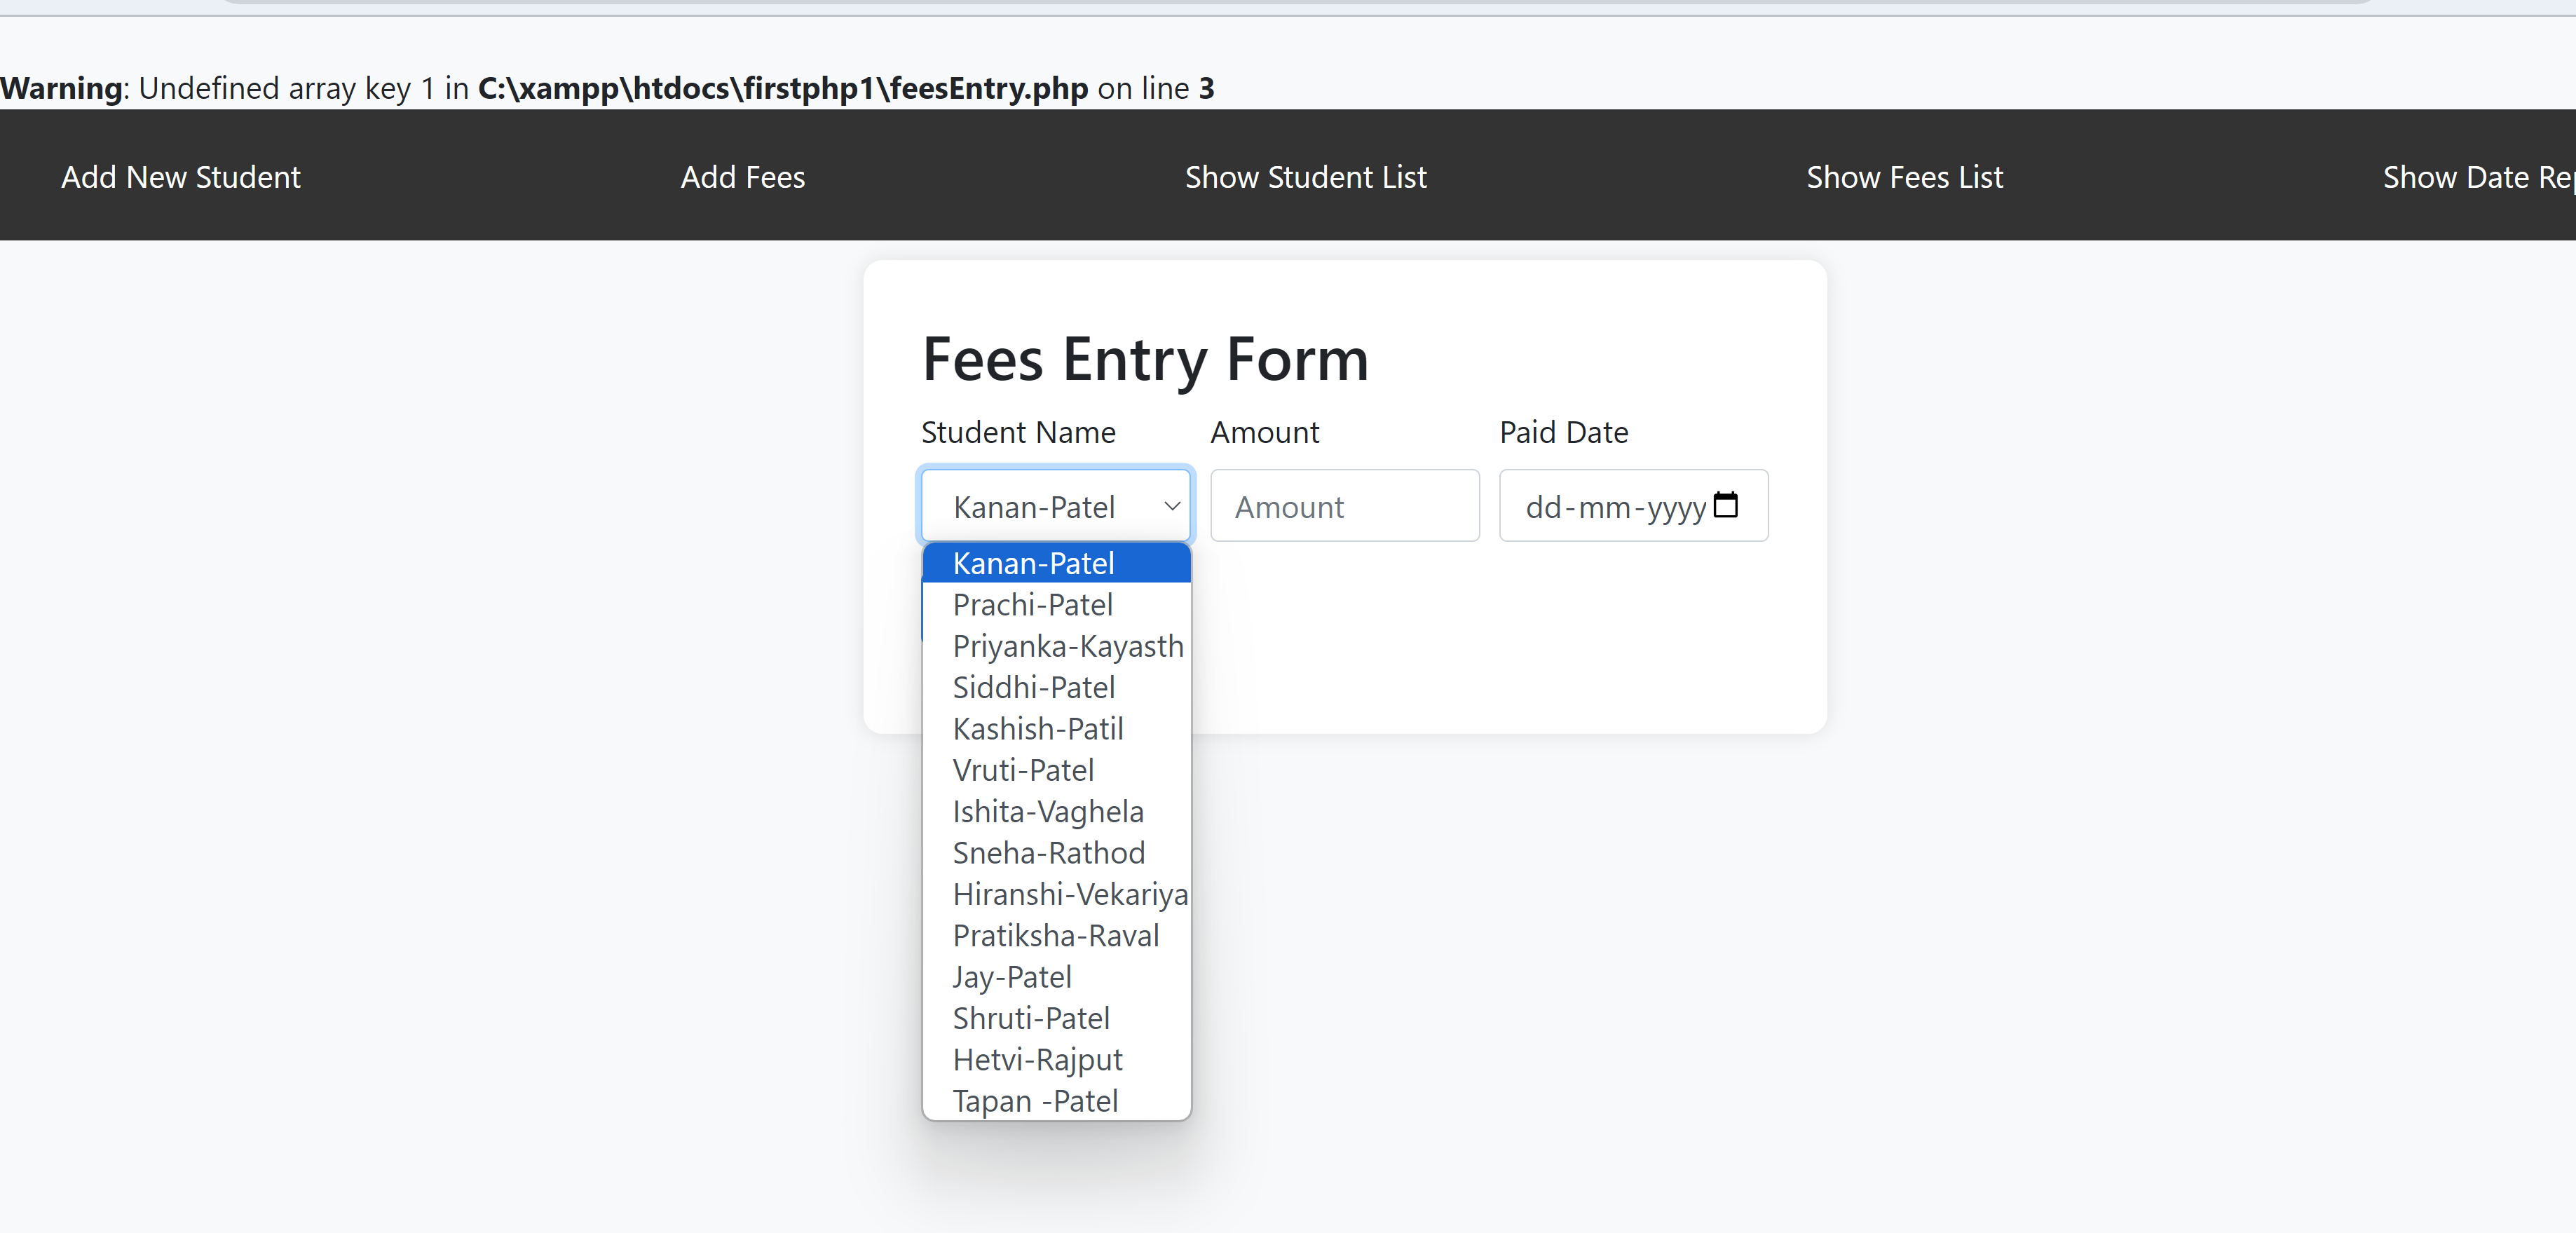 Warning: Undefined array key 1 in C:\xampp\htdocs\firstphp1\feesEntry.php on line 3
Add New Student Add Fees Show Student List Show Fees List Show Date
Fees Entry Form
Student Name Amount Paid Date
Kanan-Patel Amount dd-mm-yyyy
Kanan-Patel
Prachi-Patel
Priyanka-Kayasth
Siddhi-Patel
Kashish-Patil
Vruti-Patel
Ishita-Vaghela
Sneha-Rathod
Hiranshi-Vekariya
Pratiksha-Raval
Jay-Patel
Shruti-Patel
Hetvi-Rajput
Tapan -Patel